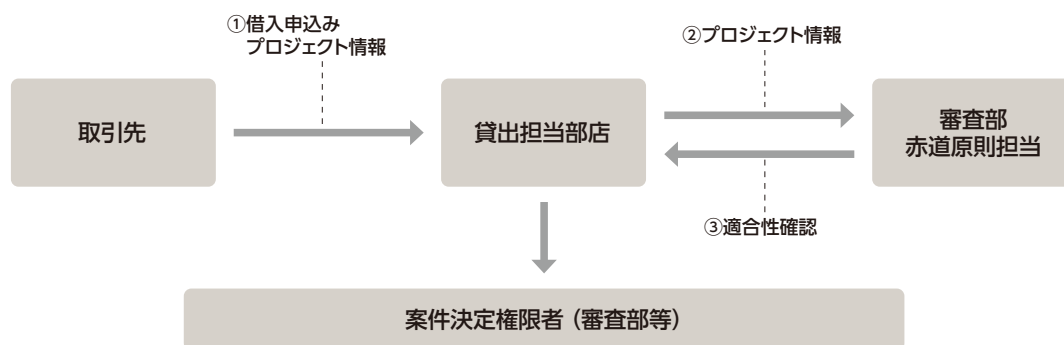 ①借入申込み
プロジェクト情報
②プロジェクト情報
取引先
貸出担当部店
審査部
赤道原則担当
③適合性確認
案件決定権限者（審査部等）